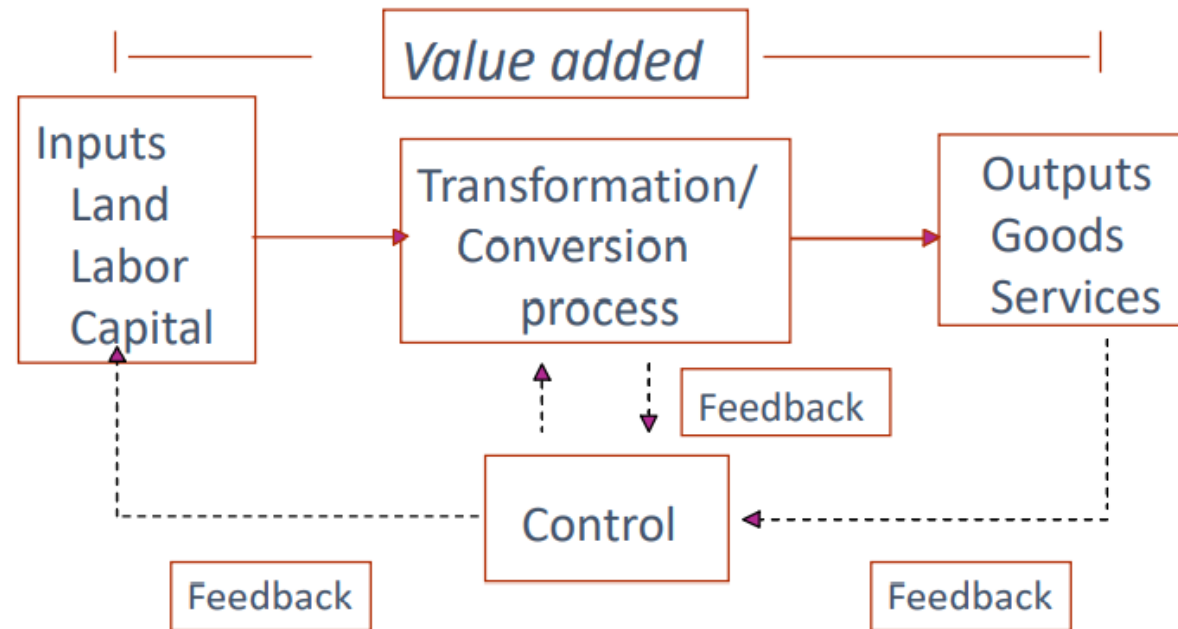 Value added
Inputs
Land
Labor
Capital
Transformation/
Conversion
process
Outputs
Goods
Services
Feedback
Control
Feedback
Feedback